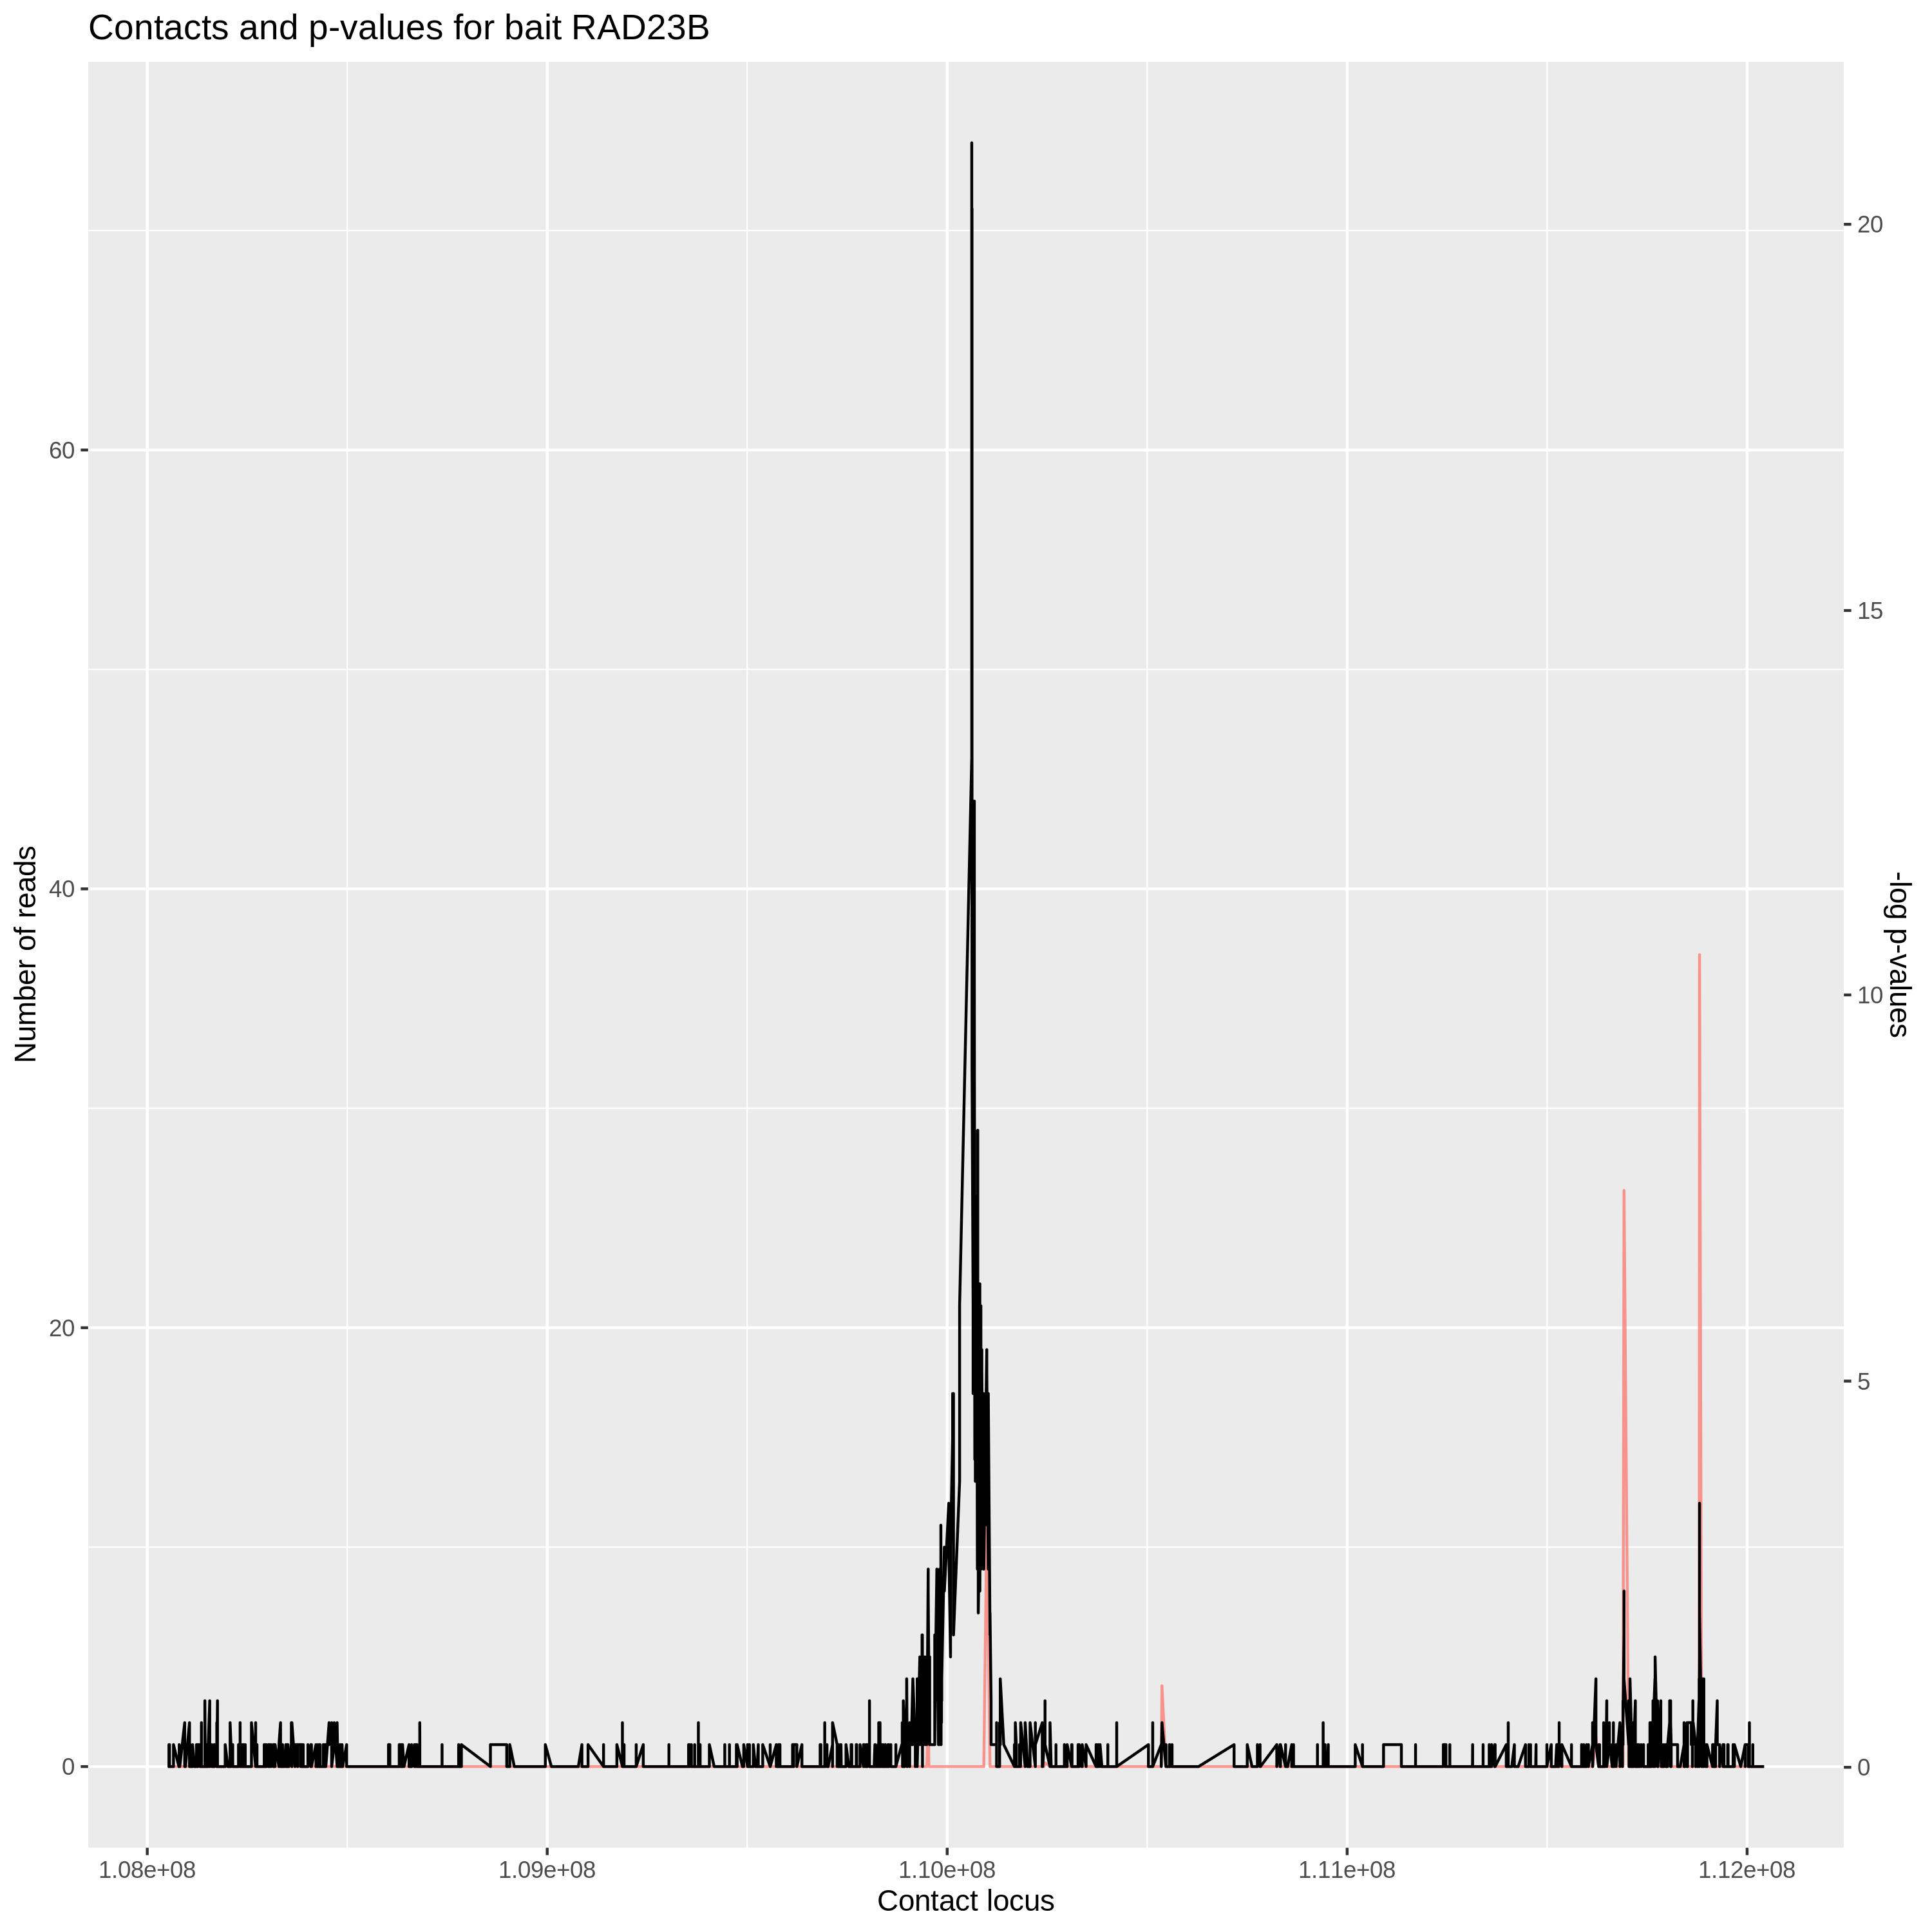 Contacts and p-values for bait RAD23B
Number of reads
60
40
20
0
20
15
10
5
0
-log p-values
1.08e+08 1.09e+08 1.10e+08 1.11e+08 1.12e+08
Contact locus